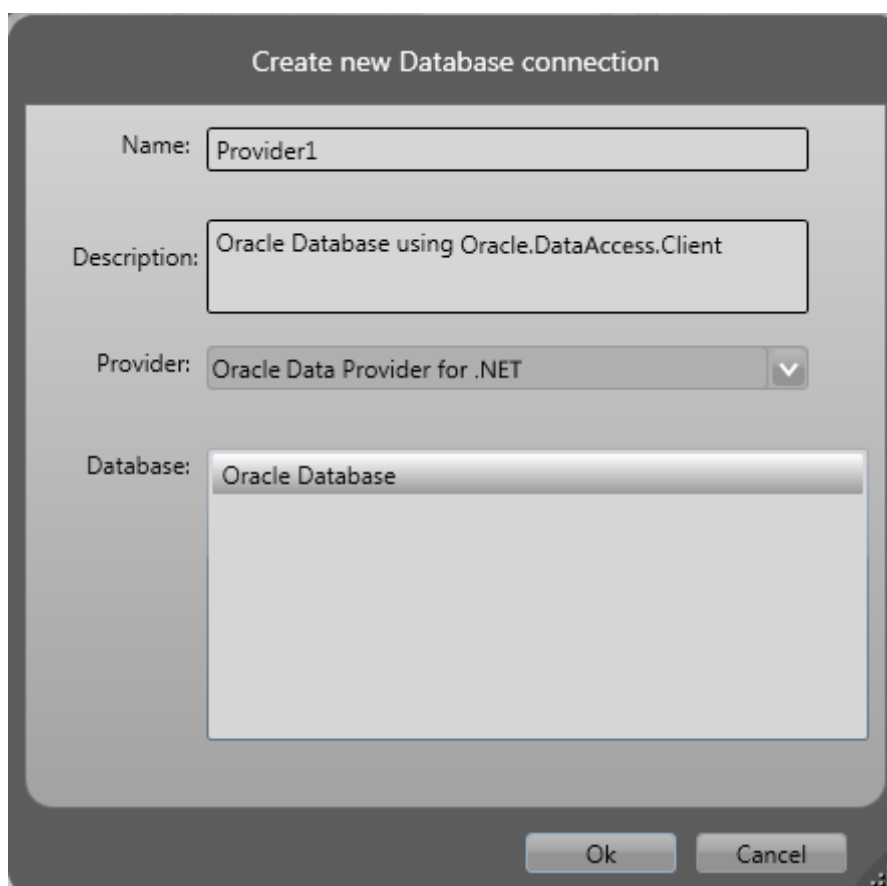 Create new Database connection
Name: Provider1
Description: Oracle Database using Oracle.DataAccess.Client
Provider: Oracle Data Provider for .NET
Database: Oracle Database
Ok Cancel